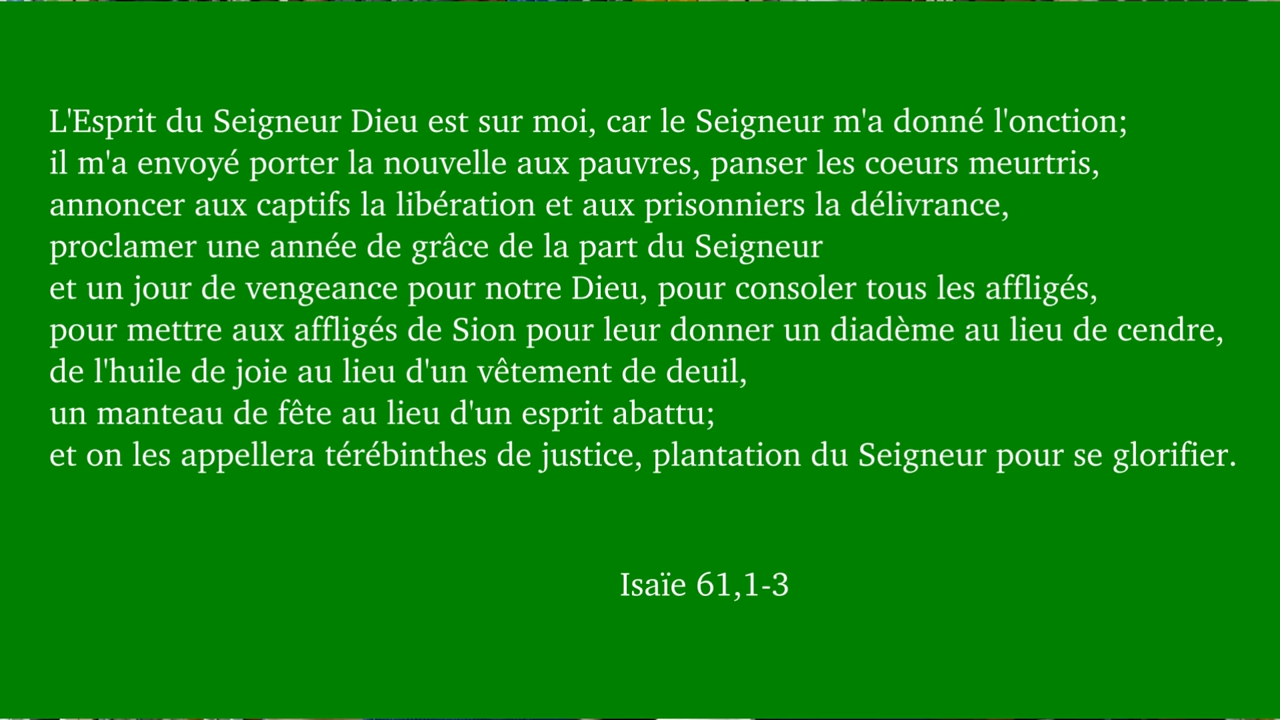 L'Esprit du Seigneur Dieu est sur moi, car le Seigneur m'a donné l'onction;
il m'a envoyé porter la nouvelle aux pauvres, panser les coeurs meurtris,
annoncer aux captifs la libération et aux prisonniers la délivrance,
proclamer une année de grâce de la part du Seigneur
et un jour de vengeance pour notre Dieu, pour consoler tous les affligés,
pour mettre aux affligés de Sion pour leur donner un diadème au lieu de cendre,
de l'huile de joie au lieu d'un vêtement de deuil,
un manteau de fête au lieu d'un esprit abattu;
et on les appellera térébinthes de justice, plantation du Seigneur pour se glorifier.
Isaïe 61,1-3